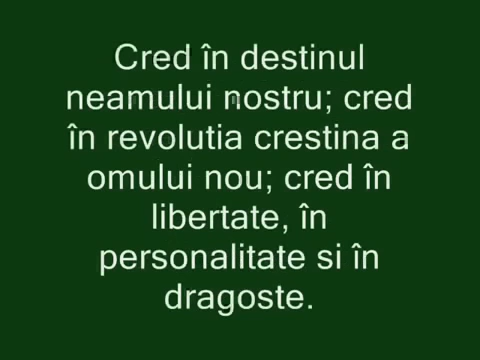 Cred în destinul
neamului nostru; cred
în revolutia crestina a
omului nou; cred în
libertate, în
personalitate si în
dragoste.